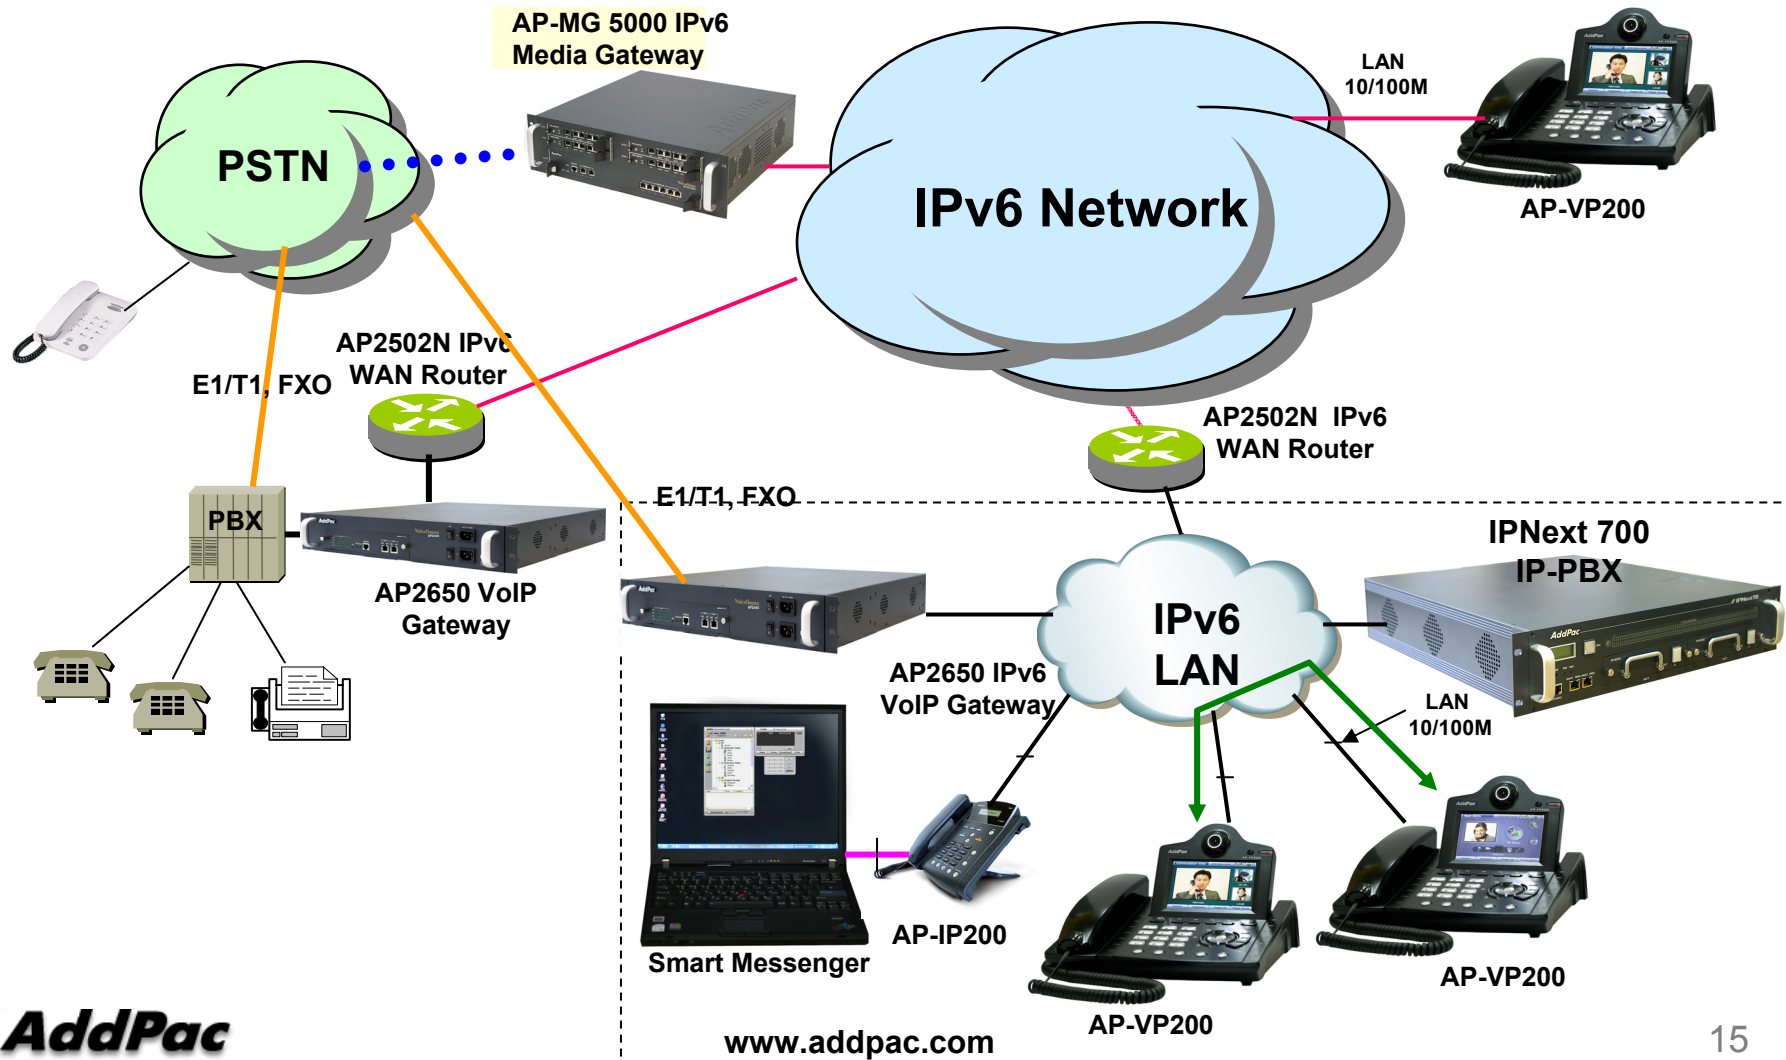 AP-MG 5000 IPv6
Media Gateway
LAN
10/100M
PSTN
IPv6 Network
AP-VP200
AP2502N IPv6
WAN Router
E1/T1, FXO
AP2502N IPv6
WAN Router
E1/T1, FXO
PBX
IPNext 700
IP-PBX
AP2650 VoIP
Gateway
IPv6
LAN
AddPac
AP2650 IPv6
VoIP Gateway
LAN
10/100M
AP-IP200
Smart Messenger
AP-VP200
AP-VP200
AddPac
www.addpac.com
15